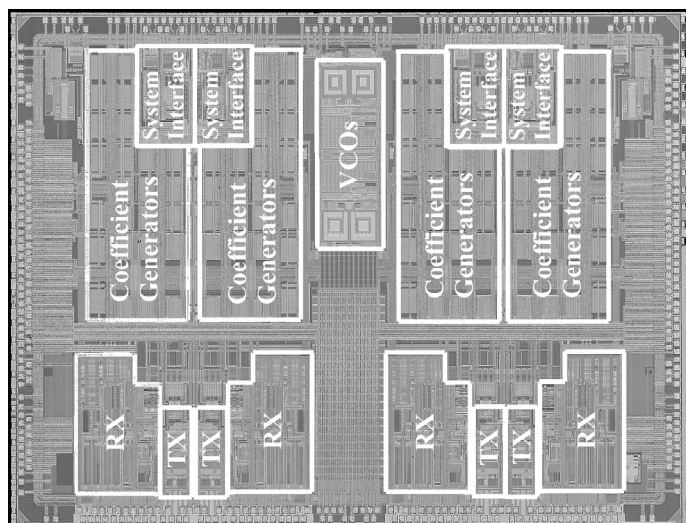 System
Interface
System
Interface
VCOs
System
Interface
System
Interface
Coefficient
Generators
Coefficient
Generators
Coefficient
Generators
Coefficient
Generators
RX
TX
TX
RX
RX
TX
TX
RX